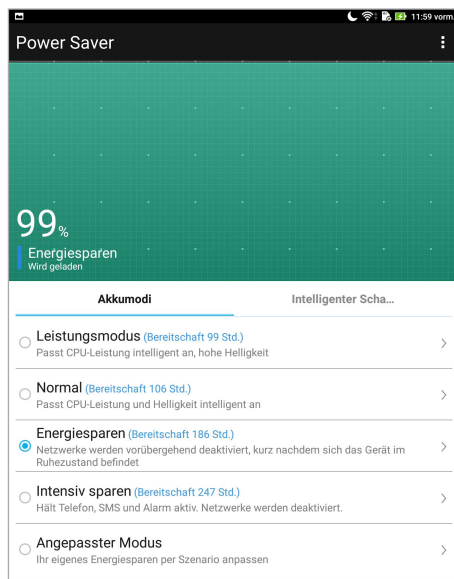 11:59 vorm.
Power Saver
99%
Energiesparen
Wird geladen
Akkumodi
Intelligenter Scha...
Leistungsmodus (Bereitschaft 99 Std.)
Passt CPU-Leistung intelligent an, hohe Helligkeit
Normal (Bereitschaft 106 Std.)
Passt CPU-Leistung und Helligkeit intelligent an
Energiesparen (Bereitschaft 186 Std.)
Netzwerke werden vorübergehend deaktiviert, kurz nachdem sich das Gerät im
Ruhezustand befindet
Intensiv sparen (Bereitschaft 247 Std.)
Hält Telefon, SMS und Alarm aktiv. Netzwerke werden deaktiviert.
Angepasster Modus
Ihr eigenes Energiesparen per Szenario anpassen